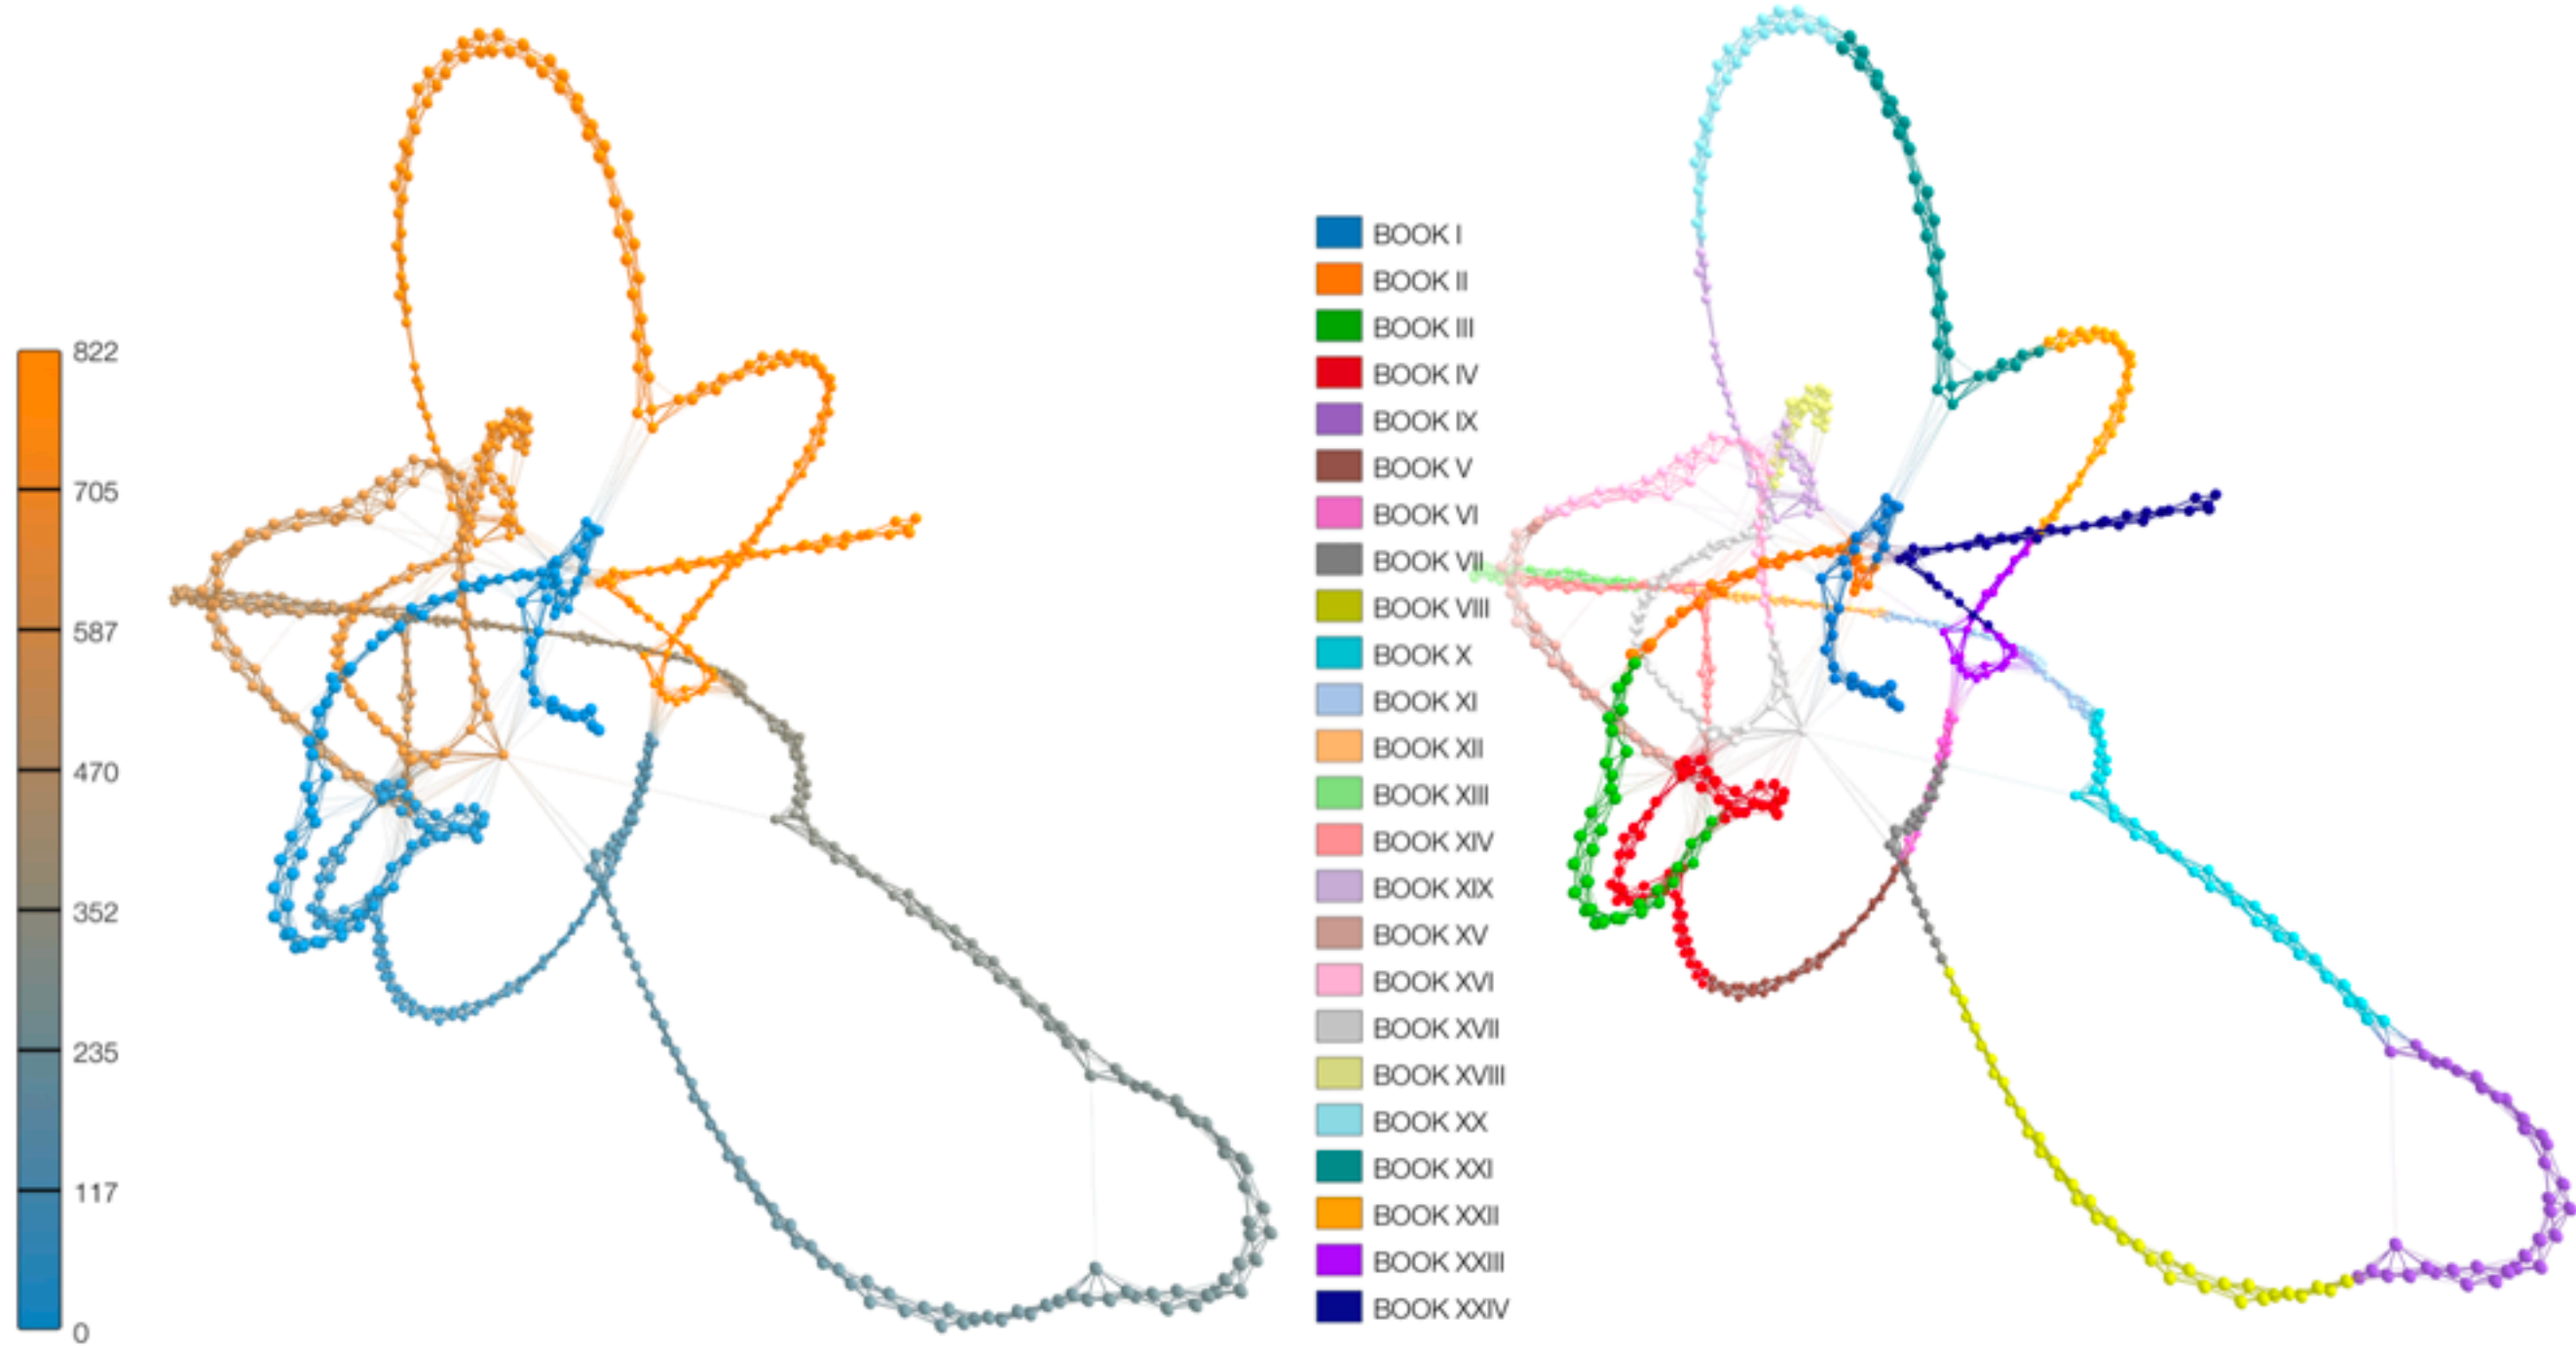 822
705
587
470
352
235
117
0
BOOK I
BOOK II
BOOK III
BOOK IV
BOOK IX
BOOK V
BOOK VI
BOOK VII
BOOK VIII
BOOK X
BOOK XI
BOOK XII
BOOK XIII
BOOK XIV
BOOK XIX
BOOK XV
BOOK XVI
BOOK XVII
BOOK XVIII
BOOK XX
BOOK XXI
BOOK XXII
BOOK XXIII
BOOK XXIV